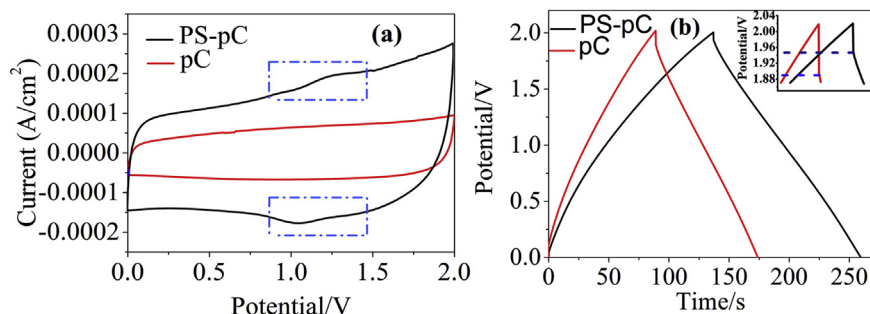 PS-pC
pC
(a)
0.0003
0.0002
0.0001
0.0000
-0.0001
-0.0002
Current (A/cm²)
0.0 0.5 1.0 1.5 2.0
Potential/V
(b)
PS-pC
pC
2.0
1.5
1.0
0.5
0.0
Potential/V
0 50 100 150 200 250
Time/s
2.04
2.00
1.96
1.92
1.88
Potential/V